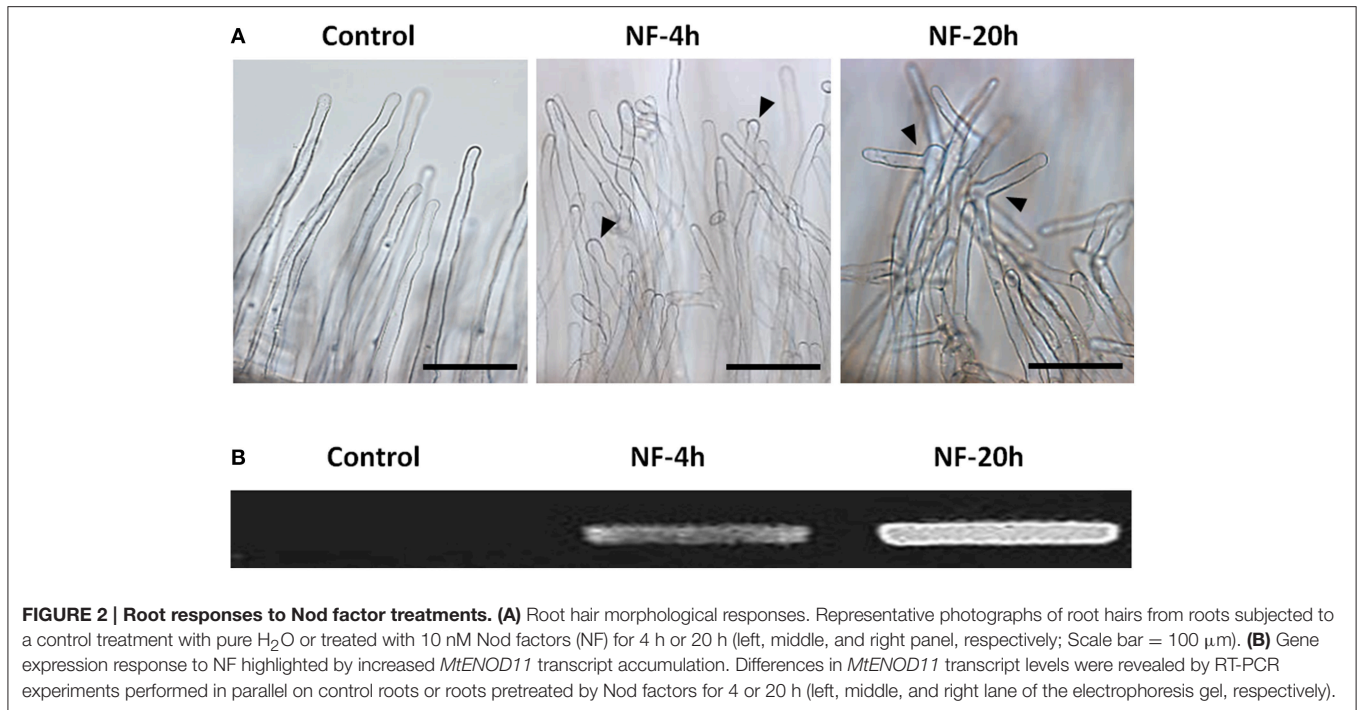 A Control NF-4h NF-20h
B Control NF-4h NF-20h
FIGURE 2 | Root responses to Nod factor treatments. (A) Root hair morphological responses. Representative photographs of root hairs from roots subjected to
a control treatment with pure H₂O or treated with 10 nM Nod factors (NF) for 4 h or 20 h (left, middle, and right panel, respectively; Scale bar = 100 μm). (B) Gene
expression response to NF highlighted by increased MtENOD11 transcript accumulation. Differences in MtENOD11 transcript levels were revealed by RT-PCR
experiments performed in parallel on control roots or roots pretreated by Nod factors for 4 or 20 h (left, middle, and right lane of the electrophoresis gel, respectively).